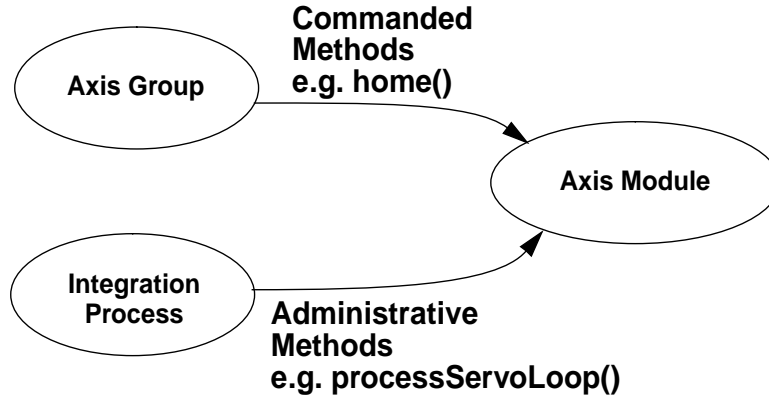 Commanded
Methods
e.g. home()
Axis Group
Axis Module
Integration
Process
Administrative
Methods
e.g. processServoLoop()